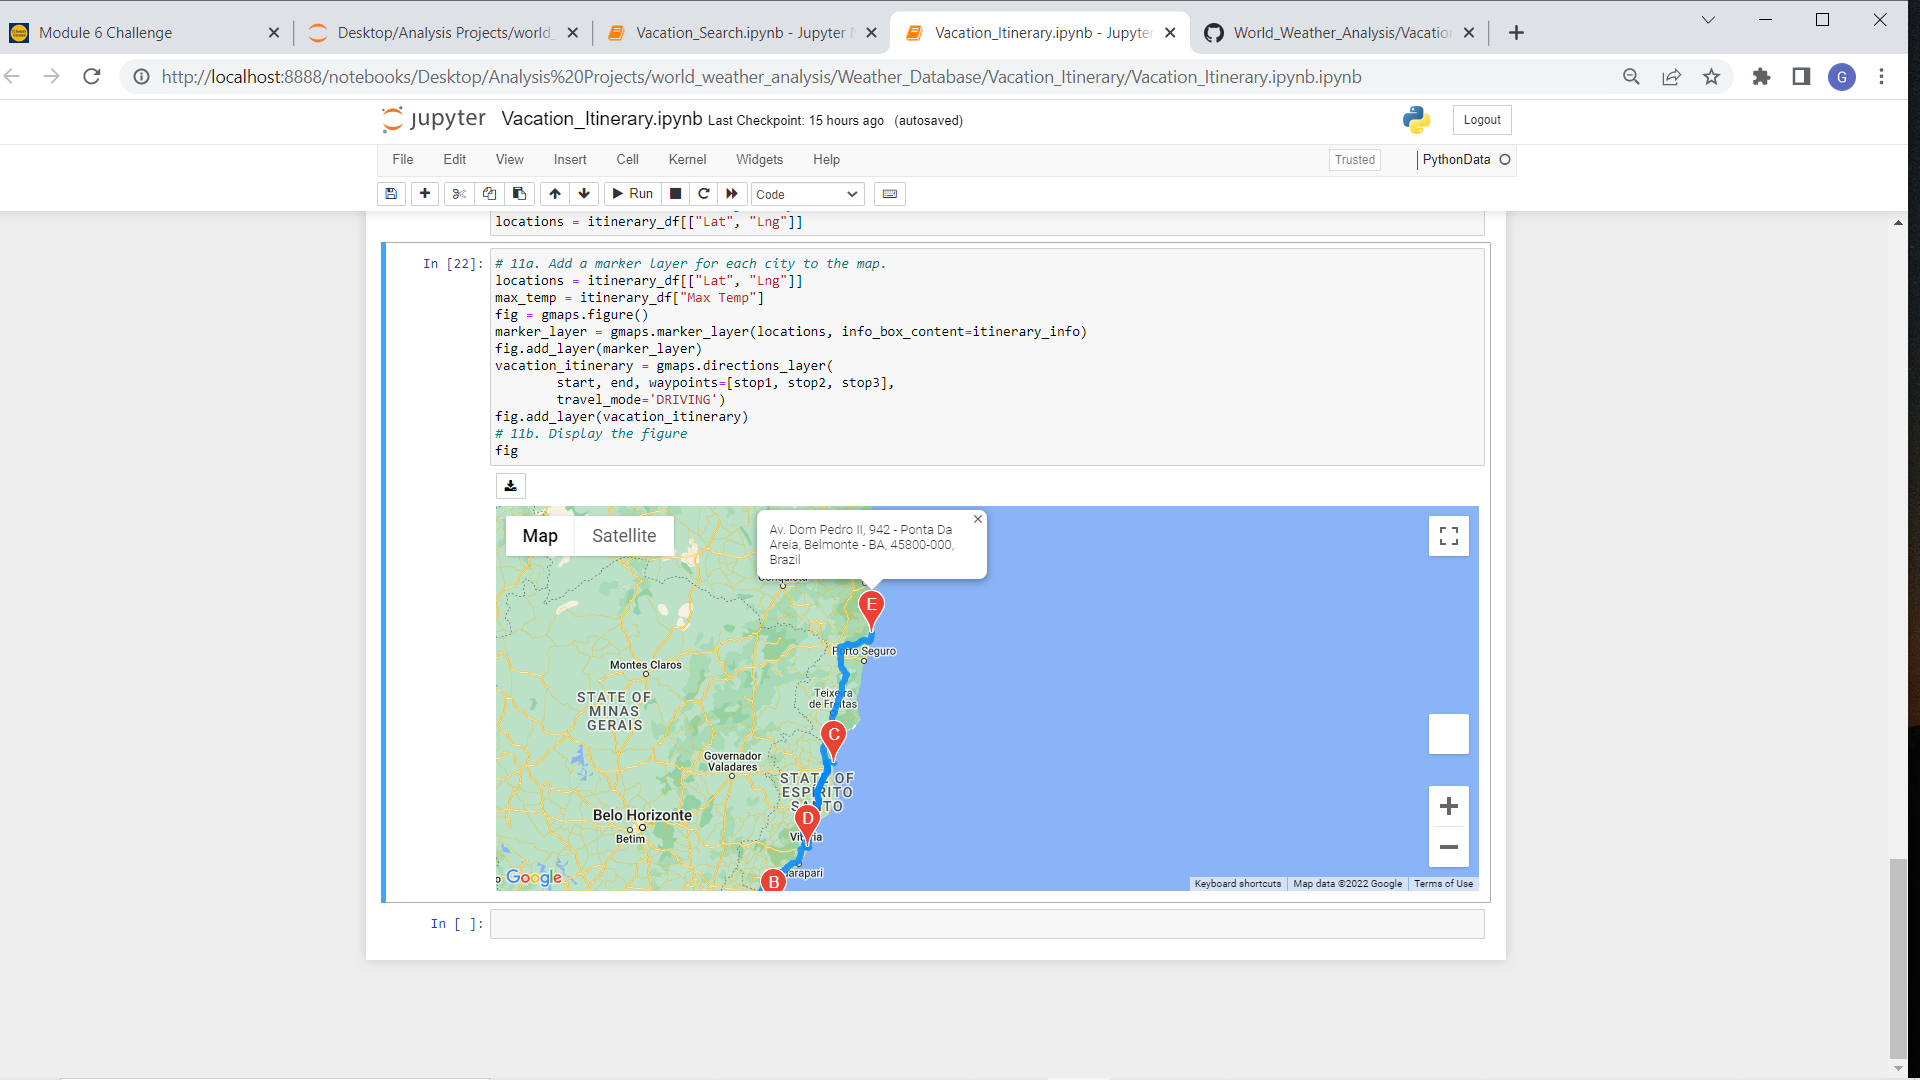 Module 6 Challenge
Desktop/Analysis Projects/world_
Vacation_Search.ipynb - Jupyter
Vacation_Itinerary.ipynb - Jupyter
World_Weather_Analysis/Vacatio
http://localhost:8888/notebooks/Desktop/Analysis%20Projects/world_weather_analysis/Weather_Database/Vacation_Itinerary/Vacation_Itinerary.ipynb.ipynb
G
jupyter Vacation_Itinerary.ipynb Last Checkpoint: 15 hours ago (autosaved)
Logout
File Edit View Insert Cell Kernel Widgets Help
Trusted
PythonData
Run
Code
locations = itinerary_df[["Lat", "Lng"]]
In [22]:
# 11a. Add a marker layer for each city to the map.
locations = itinerary_df[["Lat", "Lng"]]
max_temp = itinerary_df["Max Temp"]
fig = gmaps.figure()
marker_layer = gmaps.marker_layer(locations, info_box_content=itinerary_info)
fig.add_layer(marker_layer)
vacation_itinerary = gmaps.directions_layer(
start, end, waypoints=[stop1, stop2, stop3],
travel_mode='DRIVING')
fig.add_layer(vacation_itinerary)
# 11b. Display the figure
fig
Map Satellite
Av. Dom Pedro II, 942 - Ponta Da
Areia, Belmonte - BA, 45800-000,
Brazil
E
Porto Seguro
Montes Claros
Teixeira
de Freitas
STATE OF
MINAS
GERAIS
C
Governador
Valadares
STATE OF
ESPÍRITO
SANTO
Belo Horizonte
Betim
D
Vitória
arapari
B
Google
Keyboard shortcuts
Map data ©2022 Google
Terms of Use
In [ ]: